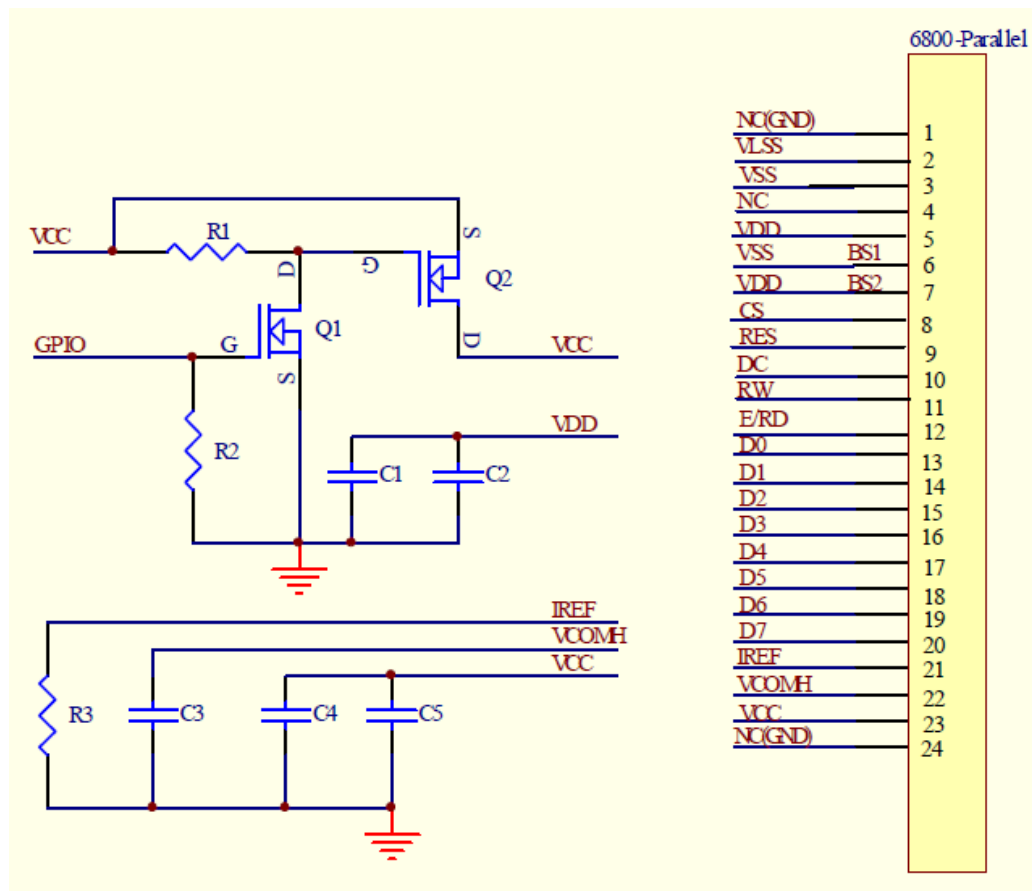 6800-Parallel
NC(GND) 1
VLSS 2
VSS 3
NC 4
VDD 5
VSS BS1 6
VDD BS2 7
CS 8
RES 9
DC 10
RW 11
E/RD 12
D0 13
D1 14
D2 15
D3 16
D4 17
D5 18
D6 19
D7 20
IREF 21
VCOMH 22
VCC 23
NC(GND) 24
VCC
R1
D
G
S
Q2
D
VCC
GPIO
G
Q1
S
R2
VDD
C1
C2
IREF
VCOMH
VCC
R3
C3
C4
C5